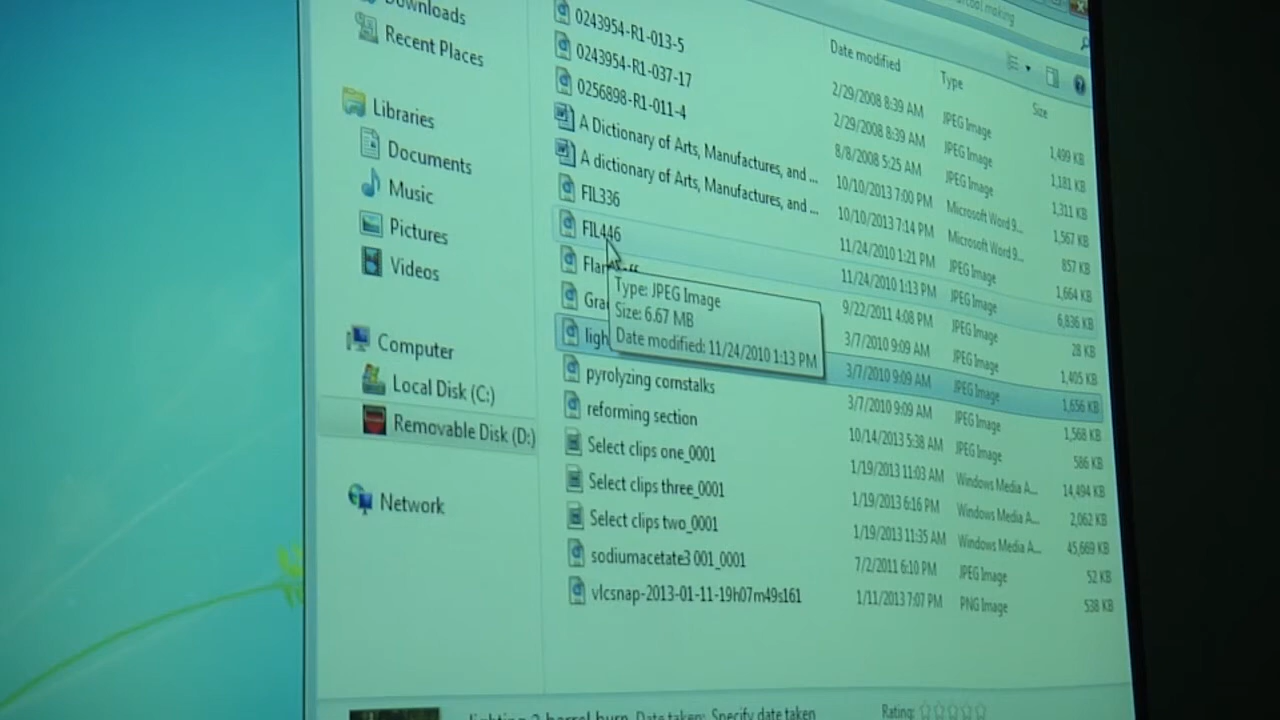 Downloads
Recent Places
Libraries
Documents
Music
Pictures
Videos
Computer
Local Disk (C:)
Removable Disk (D:)
Network
making
Date modified Type Size
0243954-R1-013-5 2/29/2008 8:39 AM JPEG Image 1,499 KB
0243954-R1-037-17 2/29/2008 8:39 AM JPEG Image 1,181 KB
0256898-R1-011-4 8/8/2008 5:25 AM JPEG Image 1,311 KB
A Dictionary of Arts, Manufactures, and ... 10/10/2013 7:00 PM Microsoft Word 9... 1,567 KB
A dictionary of Arts, Manufactures, and ... 10/10/2013 7:14 PM Microsoft Word 9... 857 KB
FIL336 11/24/2010 1:21 PM JPEG Image 1,664 KB
FIL446 11/24/2010 1:13 PM JPEG Image 6,836 KB
9/22/2011 4:08 PM JPEG Image 28 KB
3/7/2010 9:09 AM JPEG Image 1,405 KB
ligh 3/7/2010 9:09 AM JPEG Image 1,656 KB
Type: JPEG Image
Size: 6.67 MB
Date modified: 11/24/2010 1:13 PM
pyrolyzing cornstalks 3/7/2010 9:09 AM JPEG Image 1,568 KB
reforming section 10/14/2013 5:38 AM JPEG Image 586 KB
Select clips one_0001 1/19/2013 11:03 AM Windows Media A... 14,494 KB
Select clips three_0001 1/19/2013 6:16 PM Windows Media A... 2,062 KB
Select clips two_0001 1/19/2013 11:35 AM Windows Media A... 45,669 KB
sodiumacetate3 001_0001 7/2/2011 6:10 PM JPEG Image 52 KB
vlcsnap-2013-01-11-19h07m49s161 1/11/2013 7:07 PM PNG Image 538 KB
lighting 2 barrel burn Date taken: Specify date taken Rating: